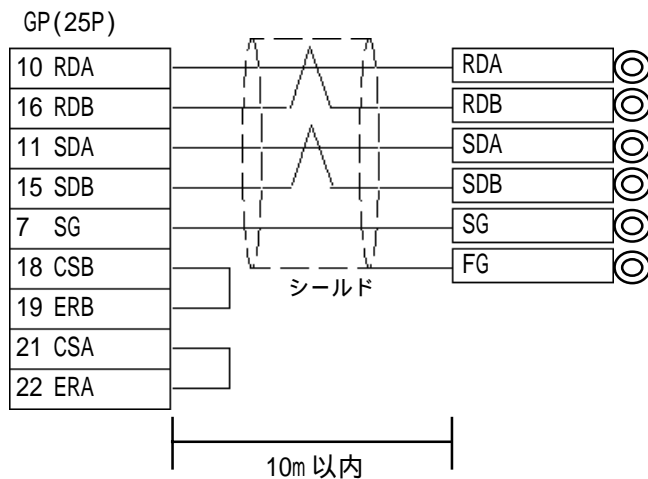 GP(25P)
10 RDA
RDA
16 RDB
RDB
11 SDA
SDA
15 SDB
SDB
7 SG
SG
18 CSB
FG
シールド
19 ERB
21 CSA
22 ERA
10m以内